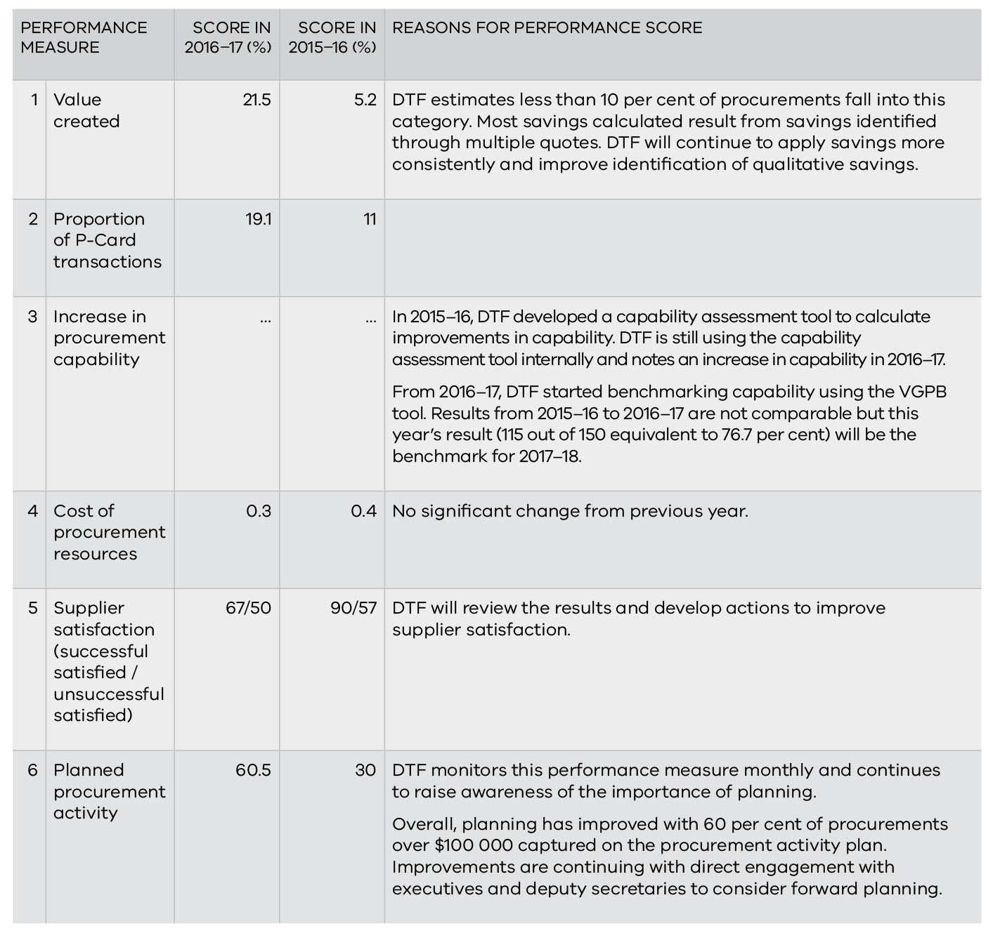 PERFORMANCE MEASURE | SCORE IN 2016–17 (%) | SCORE IN 2015–16 (%) | REASONS FOR PERFORMANCE SCORE
1
Value
created
21.5
5.2
DTF estimates less than 10 per cent of procurements fall into this
category. Most savings calculated result from savings identified
through multiple quotes. DTF will continue to apply savings more
consistently and improve identification of qualitative savings.
2
Proportion
of P-Card
transactions
19.1
11
3
Increase in
procurement
capability
...
...
In 2015–16, DTF developed a capability assessment tool to calculate
improvements in capability. DTF is still using the capability
assessment tool internally and notes an increase in capability in 2016–17.
From 2016–17, DTF started benchmarking capability using the VGPB
tool. Results from 2015–16 to 2016–17 are not comparable but this
year's result (115 out of 150 equivalent to 76.7 per cent) will be the
benchmark for 2017–18.
4
Cost of
procurement
resources
0.3
0.4
No significant change from previous year.
5
Supplier
satisfaction
(successful
satisfied /
unsuccessful
satisfied)
67/50
90/57
DTF will review the results and develop actions to improve
supplier satisfaction.
6
Planned
procurement
activity
60.5
30
DTF monitors this performance measure monthly and continues
to raise awareness of the importance of planning.
Overall, planning has improved with 60 per cent of procurements
over $100 000 captured on the procurement activity plan.
Improvements are continuing with direct engagement with
executives and deputy secretaries to consider forward planning.